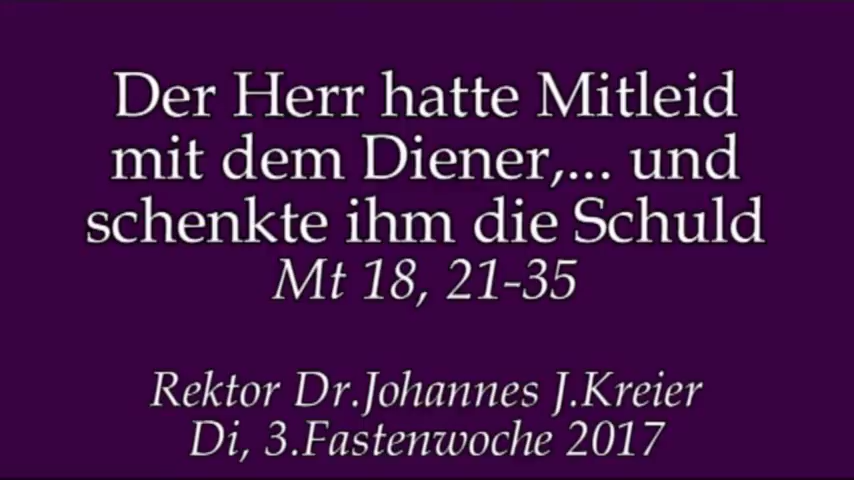 Der Herr hatte Mitleid
mit dem Diener,... und
schenkte ihm die Schuld
Mt 18, 21-35
Rektor Dr.Johannes J.Kreier
Di, 3.Fastenwoche 2017